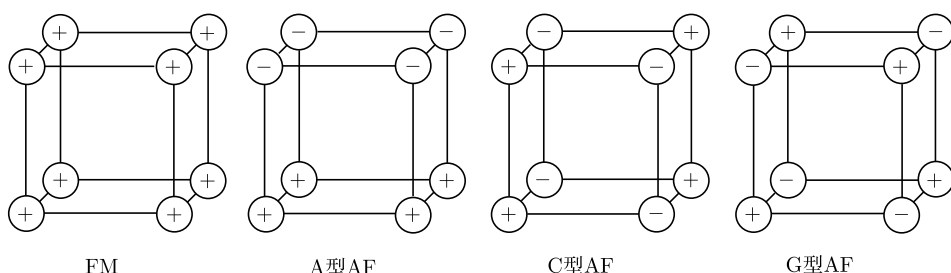 + + − − − + + −
+ + − − + − − +
+ + + + − + − +
+ + + + + − + −
FM A型AF C型AF G型AF